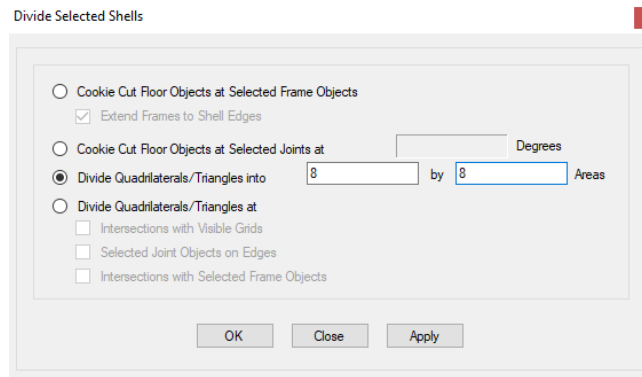 Divide Selected Shells
Cookie Cut Floor Objects at Selected Frame Objects
Extend Frames to Shell Edges
Cookie Cut Floor Objects at Selected Joints at Degrees
Divide Quadrilaterals/Triangles into 8 by 8 Areas
Divide Quadrilaterals/Triangles at
Intersections with Visible Grids
Selected Joint Objects on Edges
Intersections with Selected Frame Objects
OK Close Apply